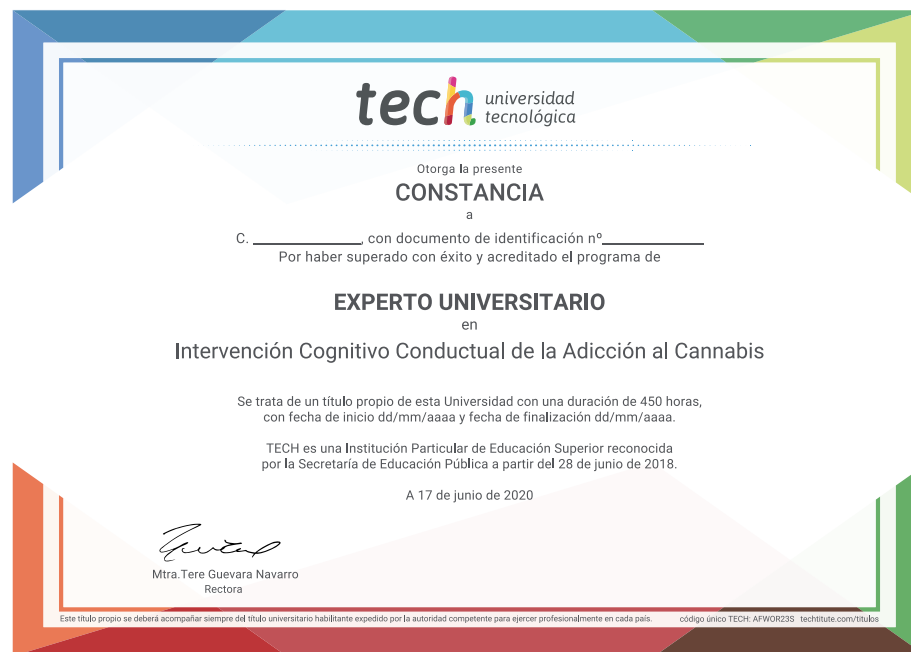 tech universidad
tecnológica
Otorga la presente
CONSTANCIA
a
C. ____________, con documento de identificación nº____________
Por haber superado con éxito y acreditado el programa de
EXPERTO UNIVERSITARIO
en
Intervención Cognitivo Conductual de la Adicción al Cannabis
Se trata de un título propio de esta Universidad con una duración de 450 horas,
con fecha de inicio dd/mm/aaaa y fecha de finalización dd/mm/aaaa.
TECH es una Institución Particular de Educación Superior reconocida
por la Secretaría de Educación Pública a partir del 28 de junio de 2018.
A 17 de junio de 2020
Mtra.Tere Guevara Navarro
Rectora
Este título propio se deberá acompañar siempre del título universitario habilitante expedido por la autoridad competente para ejercer profesionalmente en cada país. código único TECH: AFWOR23S techtitute.com/titulos